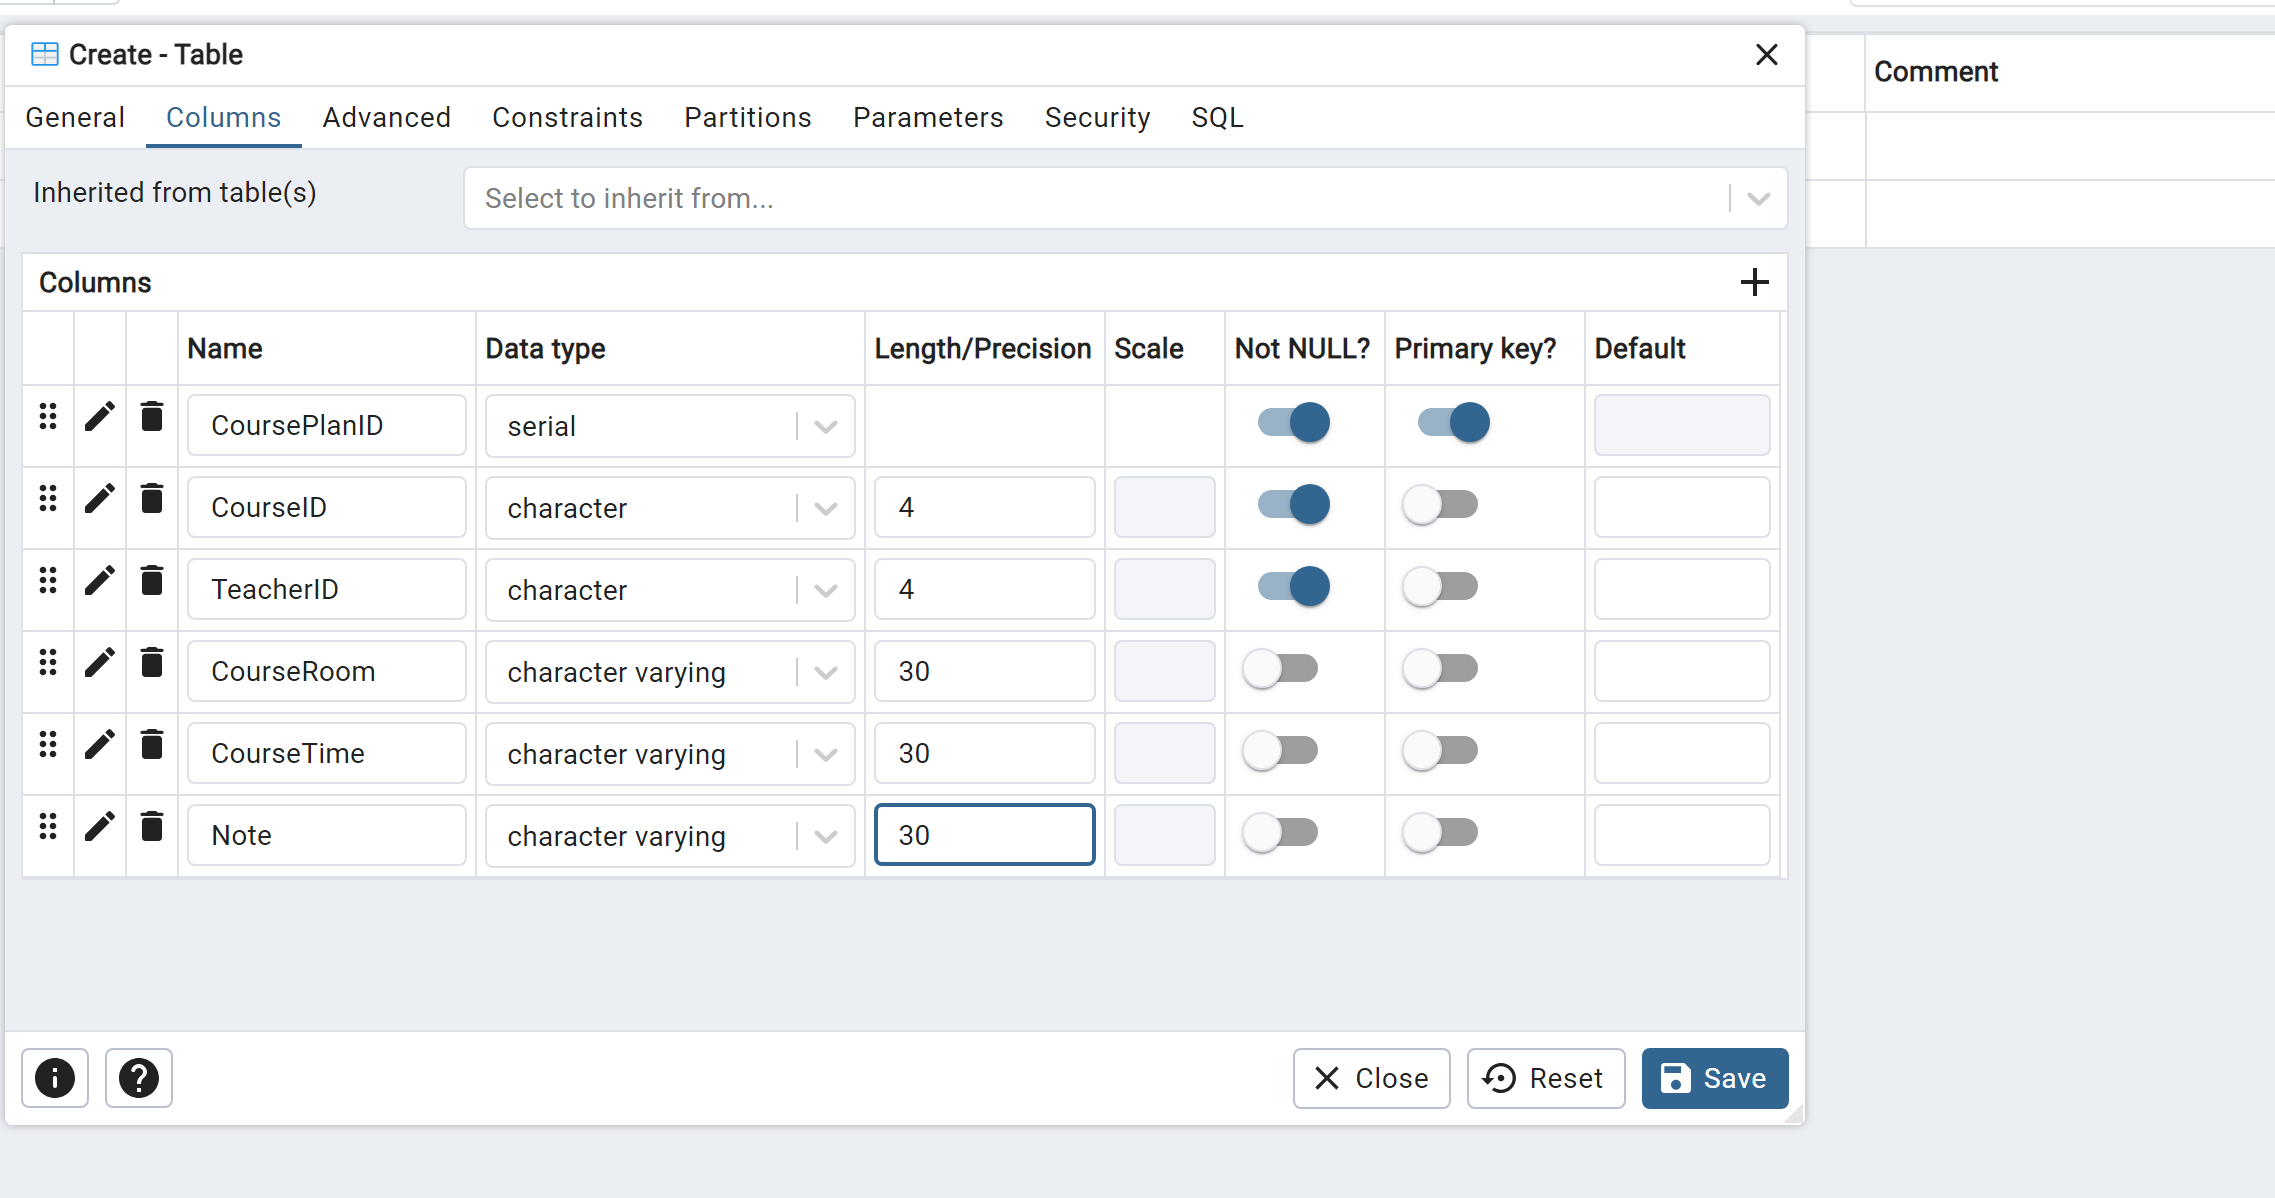 Create - Table
Comment
General Columns Advanced Constraints Partitions Parameters Security SQL
Inherited from table(s) Select to inherit from...
Columns
Name Data type Length/Precision Scale Not NULL? Primary key? Default
CoursePlanID serial
CourseID character 4
TeacherID character 4
CourseRoom character varying 30
CourseTime character varying 30
Note character varying 30
Close Reset Save